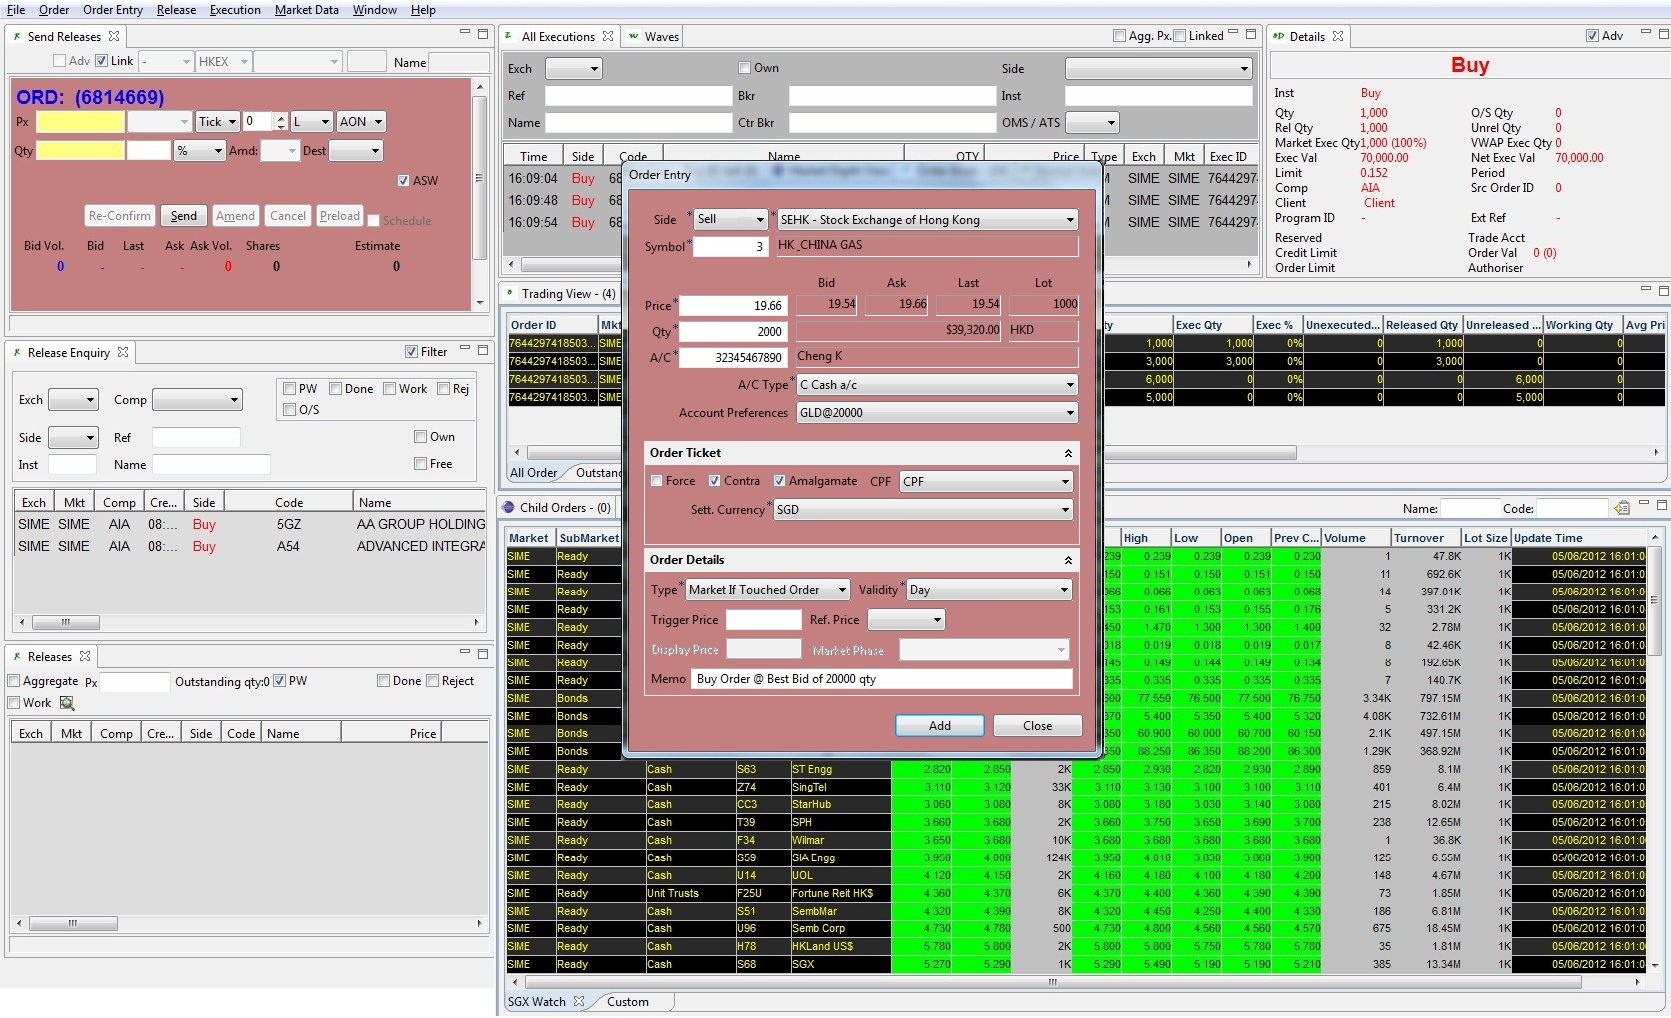 File Order Order Entry Release Execution Market Data Window Help
Send Releases
Adv Link - HKEX Name
ORD: (6814669)
Px Tick 0 L AON
Qty % Amd: Dest
ASW
Re-Confirm Send Amend Cancel Preload Schedule
Bid Vol. Bid Last Ask Ask Vol. Shares Estimate
0 - - - 0 0 0
Release Enquiry Filter
Exch Comp PW Done Work Rej
O/S
Side Ref Own
Inst Name Free
Exch Mkt Comp Cre... Side Code Name
SIME SIME AIA 08:... Buy 5GZ AA GROUP HOLDING
SIME SIME AIA 08:... Buy A54 ADVANCED INTEGRA
Releases
Aggregate Px Outstanding qty:0 PW Done Reject
Work
Exch Mkt Comp Cre... Side Code Name Price
All Executions Waves Agg. Px. Linked
Exch Own Side
Ref Bkr Inst
Name Ctr Bkr OMS / ATS
Time Side Code Name QTY Price Type Exch Mkt Exec ID
16:09:04 Buy 68 M SIME SIME 7644297
16:09:48 Buy 68 M SIME SIME 7644297
16:09:54 Buy 68 M SIME SIME 7644297
Details Adv
Buy
Inst Buy
Qty 1,000 O/S Qty 0
Rel Qty 1,000 Unrel Qty 0
Market Exec Qty 1,000 (100%) VWAP Exec Qty 0
Exec Val 70,000.00 Net Exec Val 70,000.00
Limit 0.152 Period
Comp AIA Src Order ID 0
Client Client
Program ID - Ext Ref -
Reserved Trade Acct
Credit Limit Order Val 0 (0)
Order Limit Authoriser
Trading View - (4)
Order ID Mkt ty Exec Qty Exec % Unexecuted... Released Qty Unreleased ... Working Qty Avg Pri
7644297418503... SIME 1,000 1,000 0% 0 1,000 0 0
7644297418503... SIME 3,000 3,000 0% 0 3,000 0 0
7644297418503... SIME 6,000 0 0% 0 0 6,000 0
7644297418503... SIME 5,000 0 0% 0 0 5,000 0
All Order Outstand
Order Entry
Side * Sell * SEHK - Stock Exchange of Hong Kong
Symbol * 3 HK_CHINA GAS
Bid Ask Last Lot
Price * 19.66 19.54 19.66 19.54 1000
Qty * 2000 $39,320.00 HKD
A/C * 32345467890 Cheng K
A/C Type * C Cash a/c
Account Preferences GLD@20000
Order Ticket
Force Contra Amalgamate CPF CPF
Sett. Currency * SGD
Order Details
Type * Market If Touched Order Validity * Day
Trigger Price Ref. Price
Display Price Market Phase
Memo Buy Order @ Best Bid of 20000 qty
Add Close
Child Orders - (0) Name: Code:
Market SubMarket High Low Open Prev C... Volume Turnover Lot Size Update Time
SIME Ready 239 0.239 0.239 0.239 0.230 1 47.8K 1K 05/06/2012 16:01:0
SIME Ready 150 0.151 0.150 0.151 0.150 11 692.6K 1K 05/06/2012 16:01:0
SIME Ready 066 0.066 0.063 0.063 0.068 14 397.01K 1K 05/06/2012 16:01:0
SIME Ready 153 0.161 0.153 0.155 0.176 5 331.2K 1K 05/06/2012 16:01:0
SIME Ready 450 1.470 1.300 1.300 1.400 32 2.78M 1K 05/06/2012 16:01:0
SIME Ready 018 0.019 0.018 0.019 0.017 8 42.46K 1K 05/06/2012 16:01:0
SIME Ready 145 0.149 0.144 0.149 0.134 8 192.65K 1K 05/06/2012 16:01:0
SIME Ready 335 0.335 0.335 0.335 0.335 7 140.7K 1K 05/06/2012 16:01:0
SIME Bonds 77.550 76.500 77.500 76.750 3.34K 797.15M 1K 05/06/2012 16:01:0
SIME Bonds 370 5.400 5.350 5.400 5.320 4.08K 732.61M 1K 05/06/2012 16:01:0
SIME Bonds 60.900 60.000 60.700 60.150 2.1K 497.15M 1K 05/06/2012 16:01:0
SIME Bonds 350 88.250 86.350 88.200 86.300 1.29K 368.92M 1K 05/06/2012 16:01:0
SIME Ready Cash S63 ST Engg 2.820 2.850 2K 2.850 2.930 2.820 2.930 2.890 859 8.1M 1K 05/06/2012 16:01:0
SIME Ready Cash Z74 SingTel 3.110 3.120 33K 3.110 3.130 3.100 3.100 3.110 401 6.4M 1K 05/06/2012 16:01:0
SIME Ready Cash CC3 StarHub 3.060 3.080 8K 3.080 3.180 3.030 3.140 3.080 215 8.02M 1K 05/06/2012 16:01:0
SIME Ready Cash T39 SPH 3.660 3.680 2K 3.660 3.750 3.650 3.690 3.700 238 12.65M 1K 05/06/2012 16:01:0
SIME Ready Cash F34 Wilmar 3.650 3.680 10K 3.680 3.680 3.680 3.680 3.680 1 36.8K 1K 05/06/2012 16:01:0
SIME Ready Cash S59 SIA Engg 3.950 4.000 124K 3.950 4.010 3.900 125 6.55M 1K 05/06/2012 16:01:0
SIME Ready Cash U14 UOL 4.120 4.150 2K 4.160 4.180 4.100 4.180 4.200 148 4.67M 1K 05/06/2012 16:01:0
SIME Ready Unit Trusts F25U Fortune Reit HK$ 4.360 4.370 6K 4.370 4.400 4.360 4.390 4.390 73 1.85M 1K 05/06/2012 16:01:0
SIME Ready Cash S51 SembMar 4.320 4.390 8K 4.320 4.450 4.250 4.400 4.330 186 6.81M 1K 05/06/2012 16:01:0
SIME Ready Cash U96 Semb Corp 4.730 4.780 500 4.730 4.800 4.560 4.560 4.570 675 18.45M 1K 05/06/2012 16:01:0
SIME Ready Cash H78 HKLand US$ 5.780 5.800 2K 5.800 5.800 5.750 5.780 5.780 35 1.81M 1K 05/06/2012 16:01:0
SIME Ready Cash S68 SGX 5.270 5.290 1K 5.290 5.490 5.190 5.190 5.210 385 13.34M 1K 05/06/2012 16:01:0
SGX Watch Custom